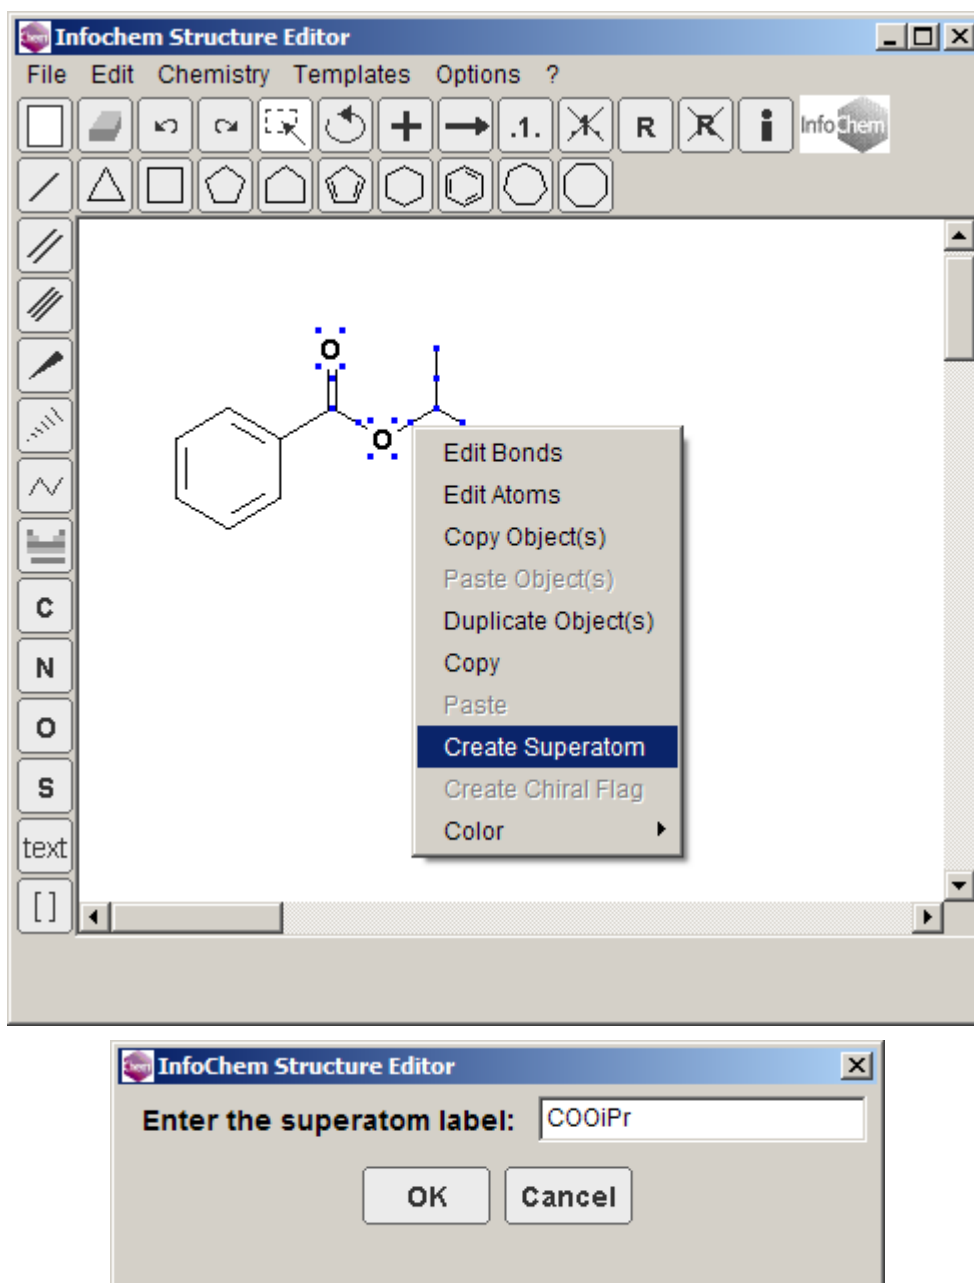 Infochem Structure Editor
File Edit Chemistry Templates Options ?
.1. 1 R R i InfoChem
O
O
Edit Bonds
Edit Atoms
Copy Object(s)
Paste Object(s)
Duplicate Object(s)
Copy
Paste
Create Superatom
Create Chiral Flag
Color
C
N
O
S
text
[ ]
InfoChem Structure Editor
Enter the superatom label: COOiPr
OK Cancel